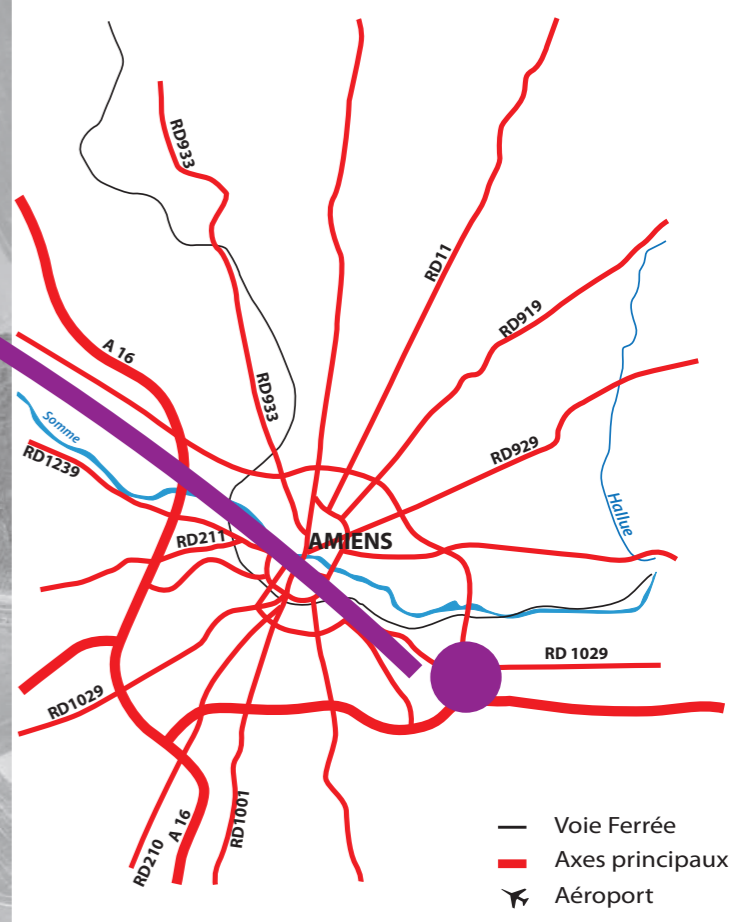 RD933
RD11
RD919
A 16
RD933
Somme
RD1239
RD929
Hallue
RD211
AMIENS
RD 1029
RD1029
RD210
A 16
RD1001
Voie Ferrée
Axes principaux
Aéroport